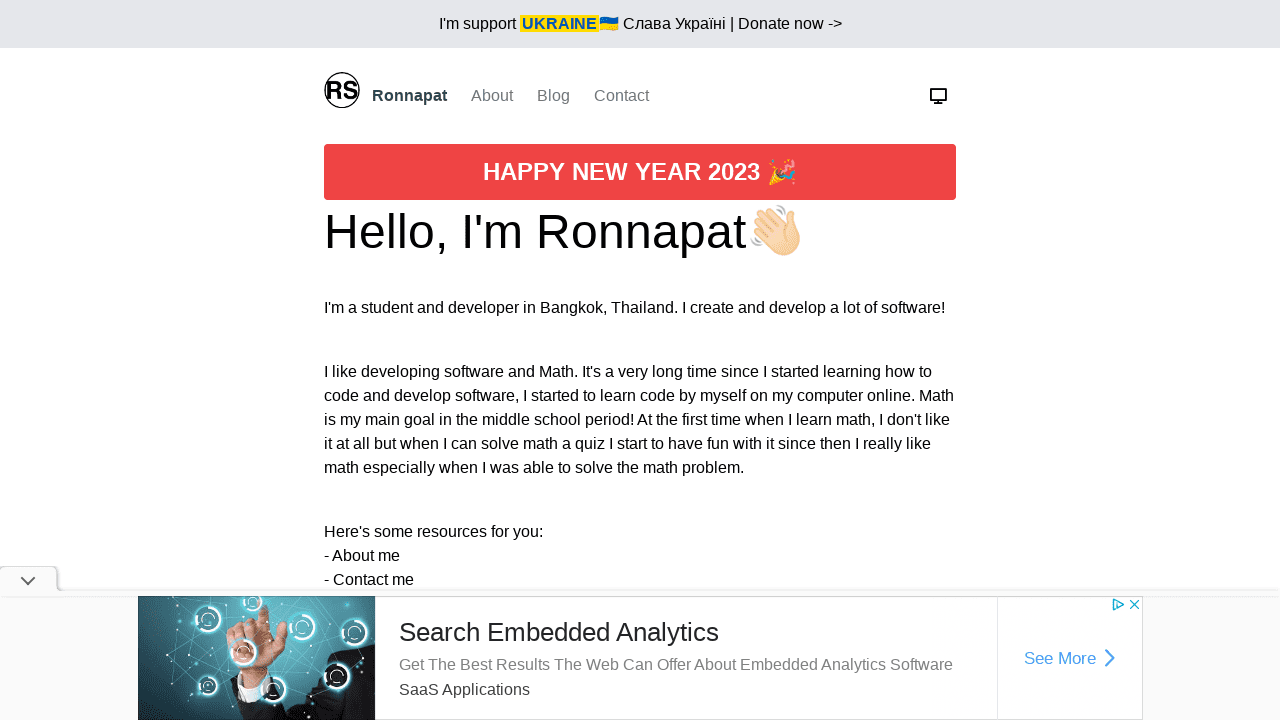 I'm support UKRAINE🇺🇦 Слава Україні | Donate now ->
RS Ronnapat About Blog Contact
HAPPY NEW YEAR 2023 🎉
Hello, I'm Ronnapat👋🏻
I'm a student and developer in Bangkok, Thailand. I create and develop a lot of software!
I like developing software and Math. It's a very long time since I started learning how to
code and develop software, I started to learn code by myself on my computer online. Math
is my main goal in the middle school period! At the first time when I learn math, I don't like
it at all but when I can solve math a quiz I start to have fun with it since then I really like
math especially when I was able to solve the math problem.
Here's some resources for you:
- About me
- Contact me
Search Embedded Analytics
Get The Best Results The Web Can Offer About Embedded Analytics Software
SaaS Applications
See More